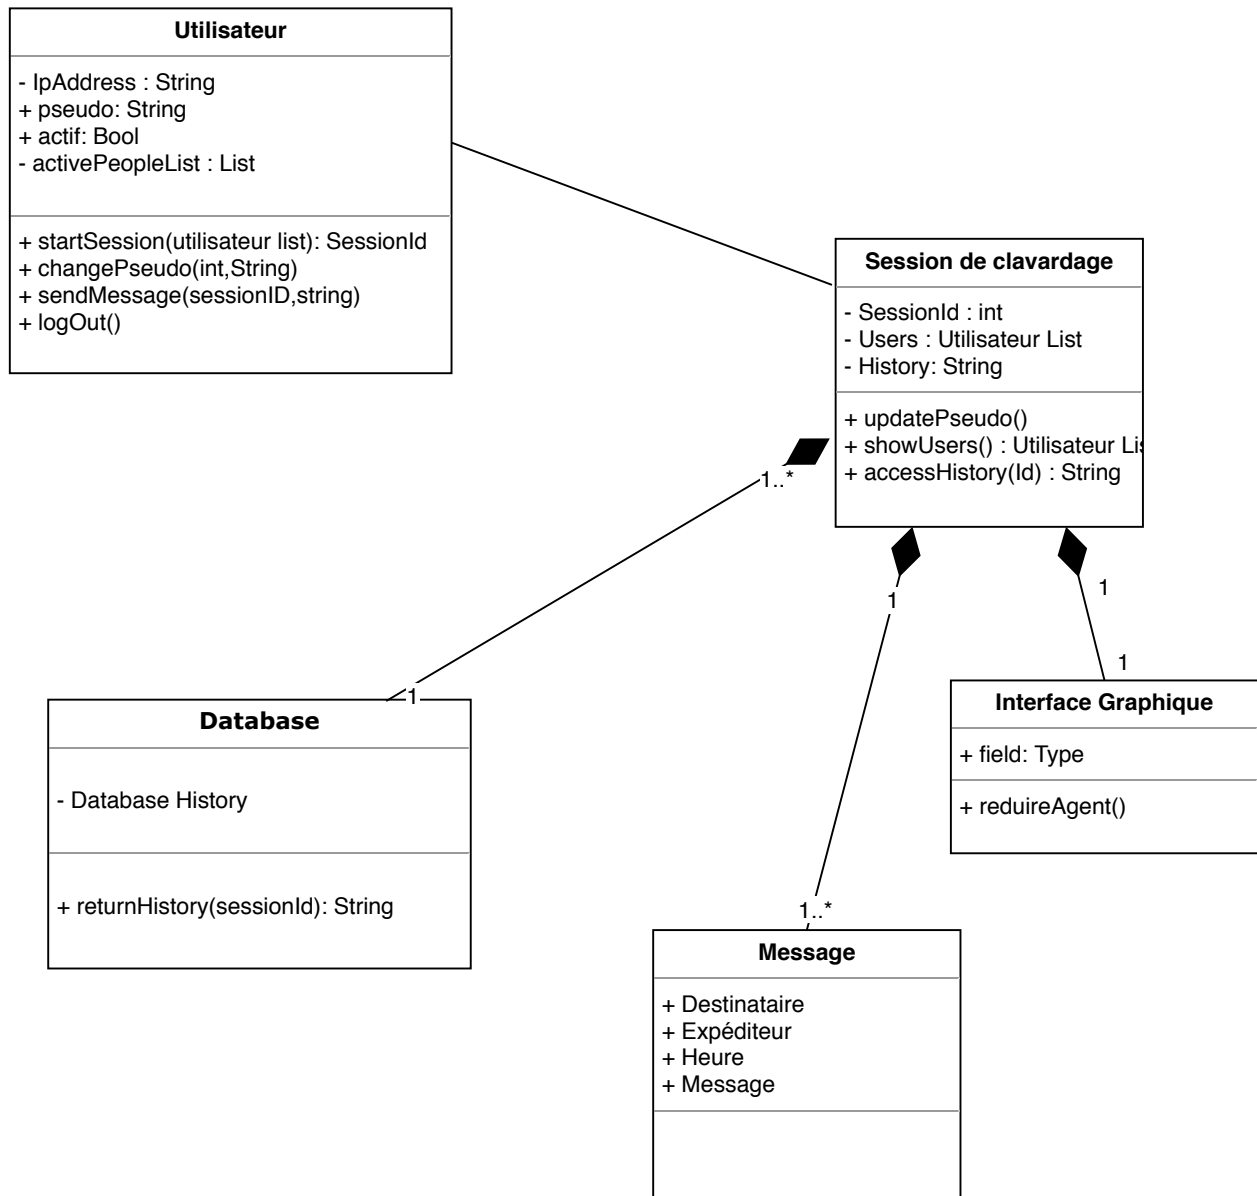 Utilisateur
- IpAddress : String
+ pseudo: String
+ actif: Bool
- activePeopleList : List
+ startSession(utilisateur list): SessionId
+ changePseudo(int,String)
+ sendMessage(sessionID,string)
+ logOut()
Session de clavardage
- SessionId : int
- Users : Utilisateur List
- History: String
+ updatePseudo()
+ showUsers() : Utilisateur Lis
+ accessHistory(Id) : String
1..*
1
1
1
1
1..*
Database
- Database History
+ returnHistory(sessionId): String
Interface Graphique
+ field: Type
+ reduireAgent()
Message
+ Destinataire
+ Expéditeur
+ Heure
+ Message